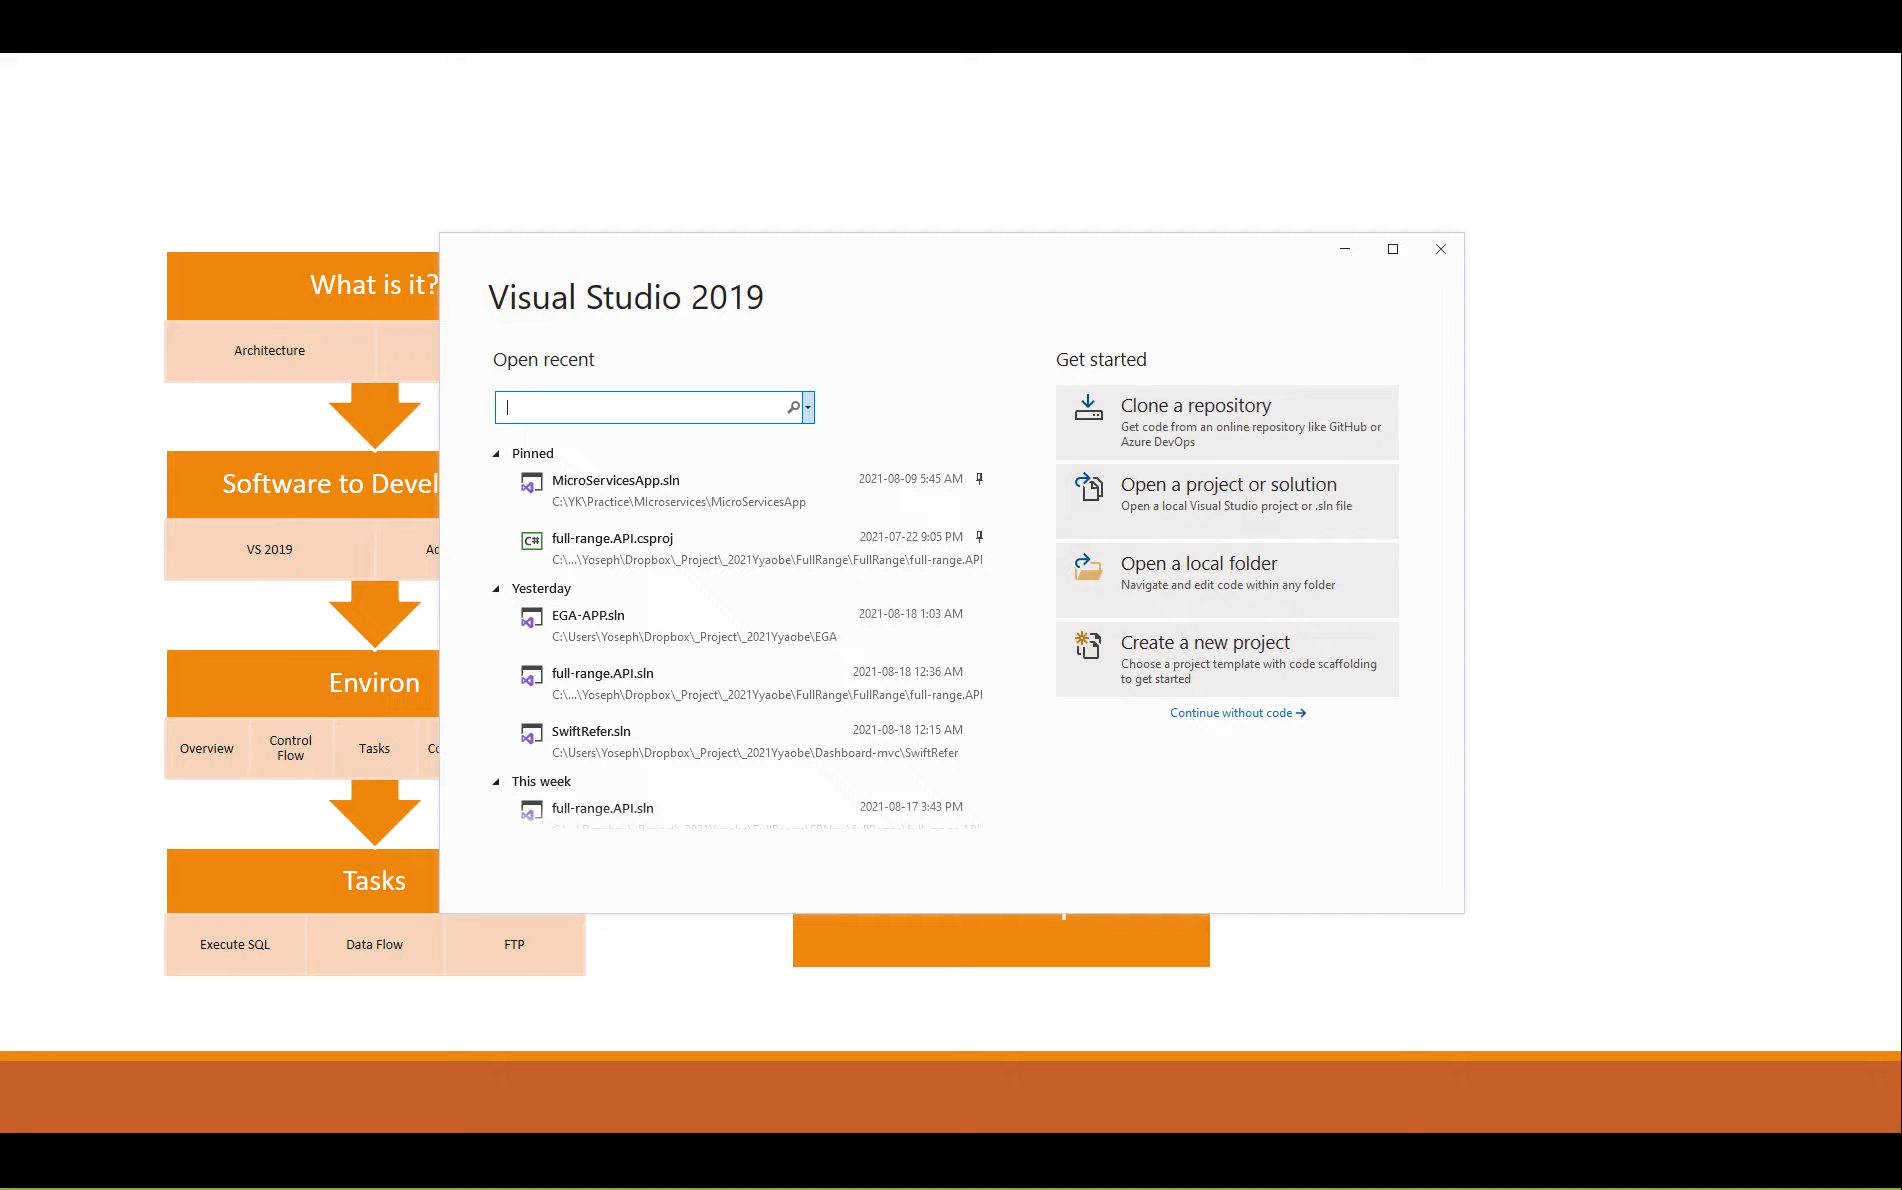 What is it?
Architecture
Software to Devel
VS 2019
Environ
Overview
Control
Flow
Tasks
Tasks
Execute SQL
Data Flow
FTP
Visual Studio 2019
Open recent
Pinned
MicroServicesApp.sln
2021-08-09 5:45 AM
C:\YK\Practice\MIcroservices\MicroServicesApp
C#
full-range.API.csproj
2021-07-22 9:05 PM
C:\...\Yoseph\Dropbox\_Project\_2021Yyaobe\FullRange\FullRange\full-range.API
Yesterday
EGA-APP.sln
2021-08-18 1:03 AM
C:\Users\Yoseph\Dropbox\_Project\_2021Yyaobe\EGA
full-range.API.sln
2021-08-18 12:36 AM
C:\...\Yoseph\Dropbox\_Project\_2021Yyaobe\FullRange\FullRange\full-range.API
SwiftRefer.sln
2021-08-18 12:15 AM
C:\Users\Yoseph\Dropbox\_Project\_2021Yyaobe\Dashboard-mvc\SwiftRefer
This week
full-range.API.sln
2021-08-17 3:43 PM
Get started
Clone a repository
Get code from an online repository like GitHub or
Azure DevOps
Open a project or solution
Open a local Visual Studio project or .sln file
Open a local folder
Navigate and edit code within any folder
Create a new project
Choose a project template with code scaffolding
to get started
Continue without code